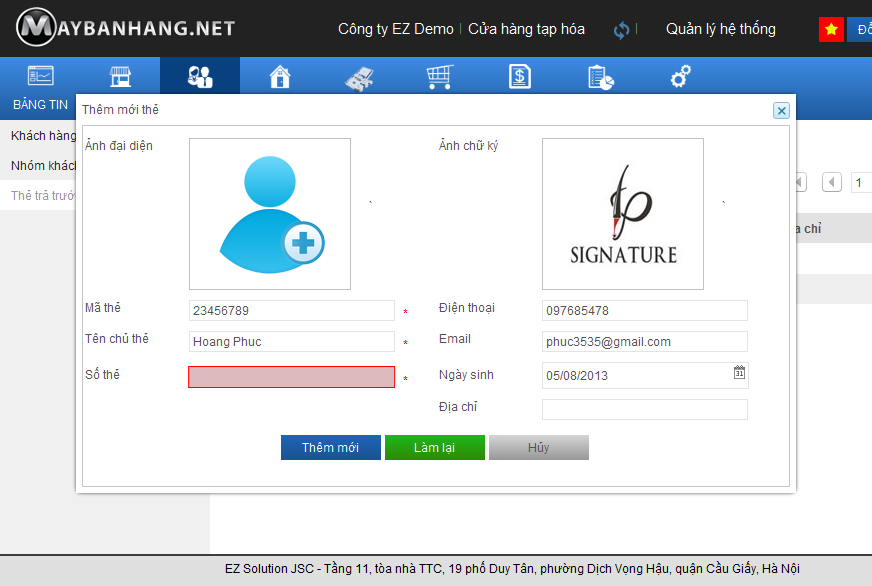 MAYBANHANG.NET
Công ty EZ Demo | Cửa hàng tạp hóa | Quản lý hệ thống
BẢNG TIN
Khách hàng
Nhóm khách
Thẻ trả trước
Thêm mới thẻ
Ảnh đại diện
Ảnh chữ ký
SIGNATURE
Mã thẻ 23456789 * Điện thoại 097685478
Tên chủ thẻ Hoang Phuc * Email phuc3535@gmail.com
Số thẻ * Ngày sinh 05/08/2013 31
Địa chỉ
Thêm mới Làm lại Hủy
1
a chỉ
EZ Solution JSC - Tầng 11, tòa nhà TTC, 19 phố Duy Tân, phường Dịch Vọng Hậu, quận Cầu Giấy, Hà Nội